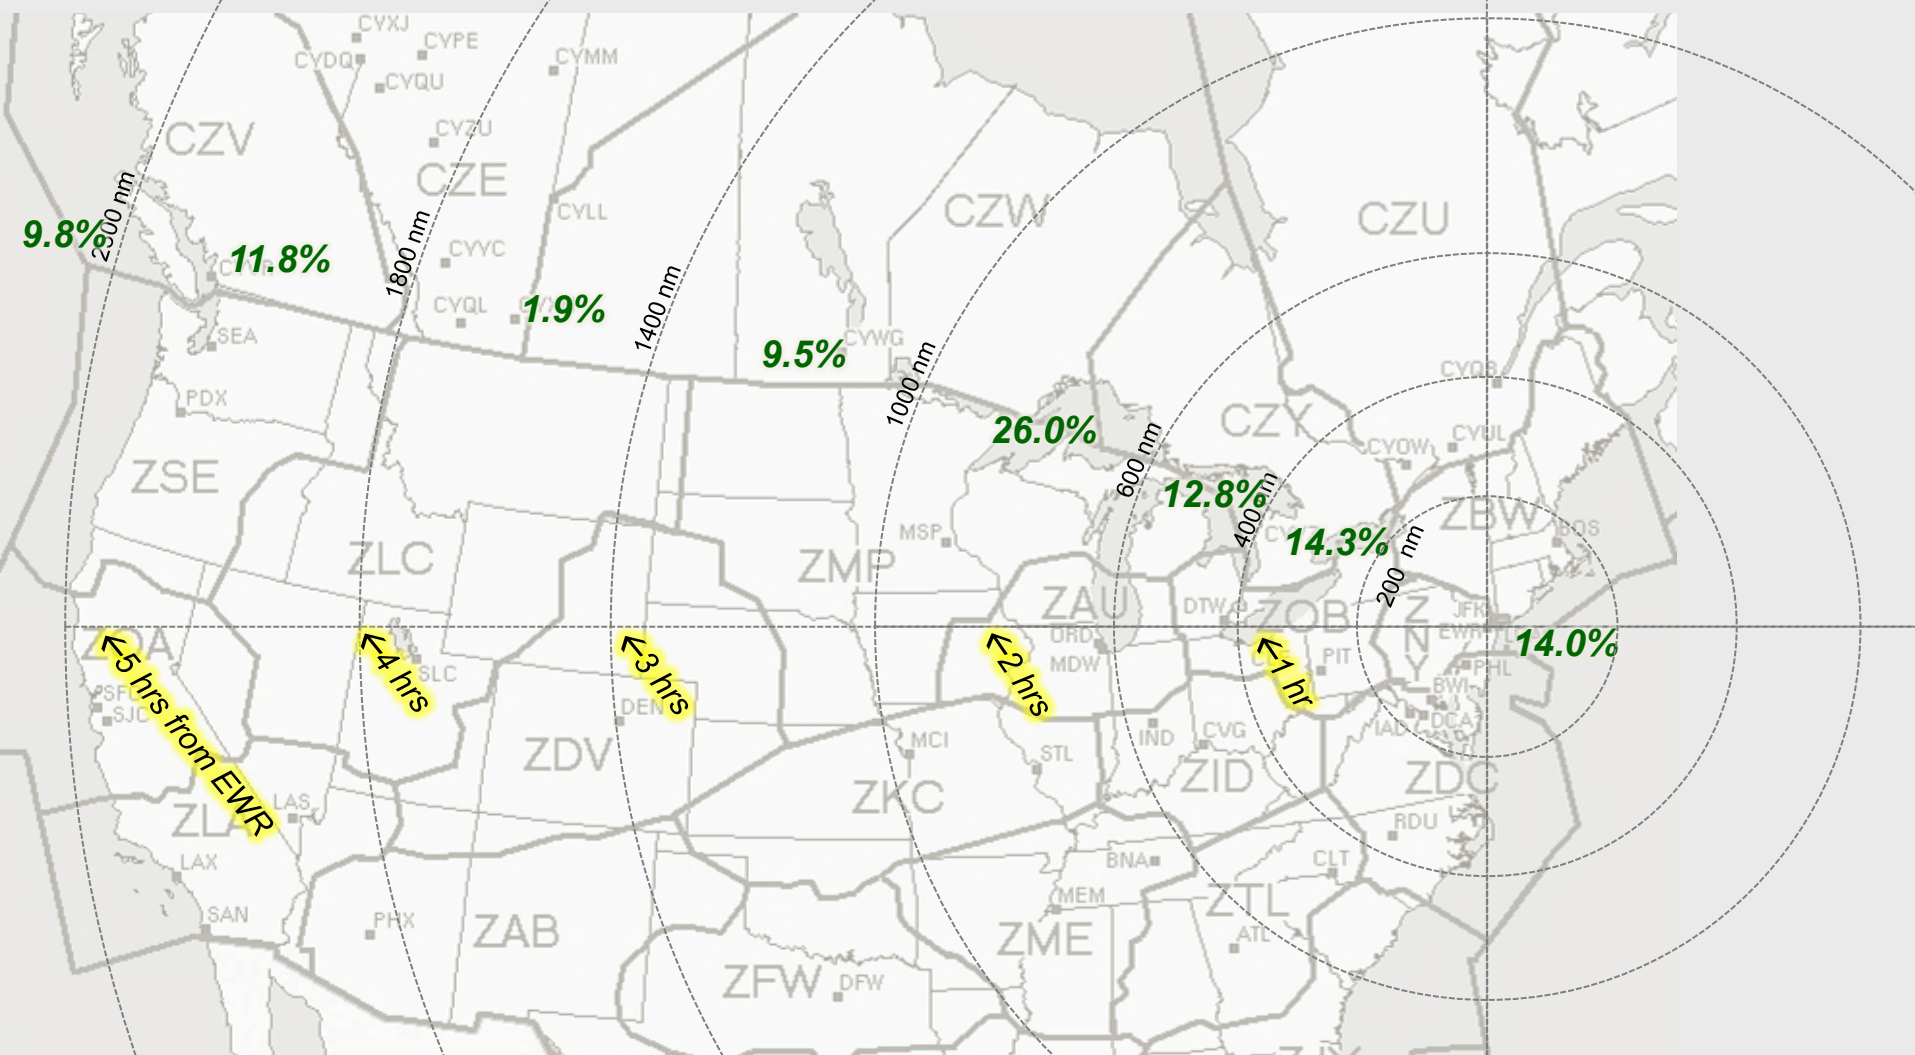 CYXJ
CYPE
CYDQ
CYMM
CYQU
CZV
CYZU
CZE
CYLL
CZW
CZU
2300 nm
1800 nm
1400 nm
1000 nm
600 nm
400 nm
200 nm
9.8%
11.8%
CYYC
CYQL
1.9%
9.5%
CYWG
26.0%
12.8%
14.3%
14.0%
SEA
PDX
CZY
CYOW
CYUL
ZSE
ZBW
BOS
ZLC
MSP
ZMP
ZAU
DTW
ZOB
ZNY
JFK
EWR
ORD
MDW
PIT
PHL
BWI
DCA
IAD
←5 hrs from EWR
←4 hrs
←3 hrs
←2 hrs
←1 hr
SLC
DEN
SJC
ZDV
MCI
STL
IND
CVG
ZID
ZDC
ZKC
LAS
ZLA
RDU
LAX
BNA
CLT
MEM
ZTL
SAN
PHX
ZAB
ZME
ATL
ZFW
DFW